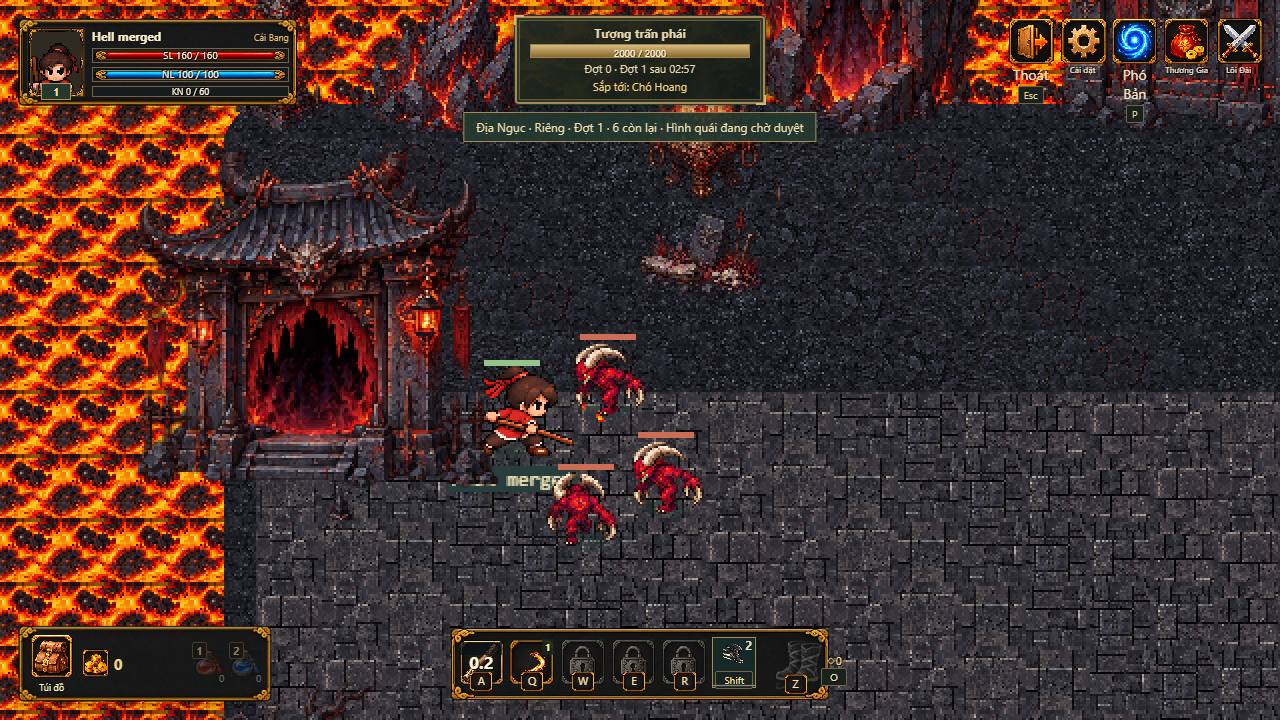 Hell merged
Cái Bang
SL 160 / 160
NL 100 / 100
KN 0 / 60
1
Tượng trấn phái
2000 / 2000
Đợt 0 · Đợt 1 sau 02:57
Sắp tới: Chó Hoang
Thoát
Esc
Cài đặt
Phó Bản
P
Thương Gia
Lôi Đài
Địa Ngục · Riêng · Đợt 1 · 6 còn lại · Hình quái đang chờ duyệt
merge
Túi đồ
0
1
0
2
0
0.2
A
1
Q
W
E
R
2
Shift
Z
0
O